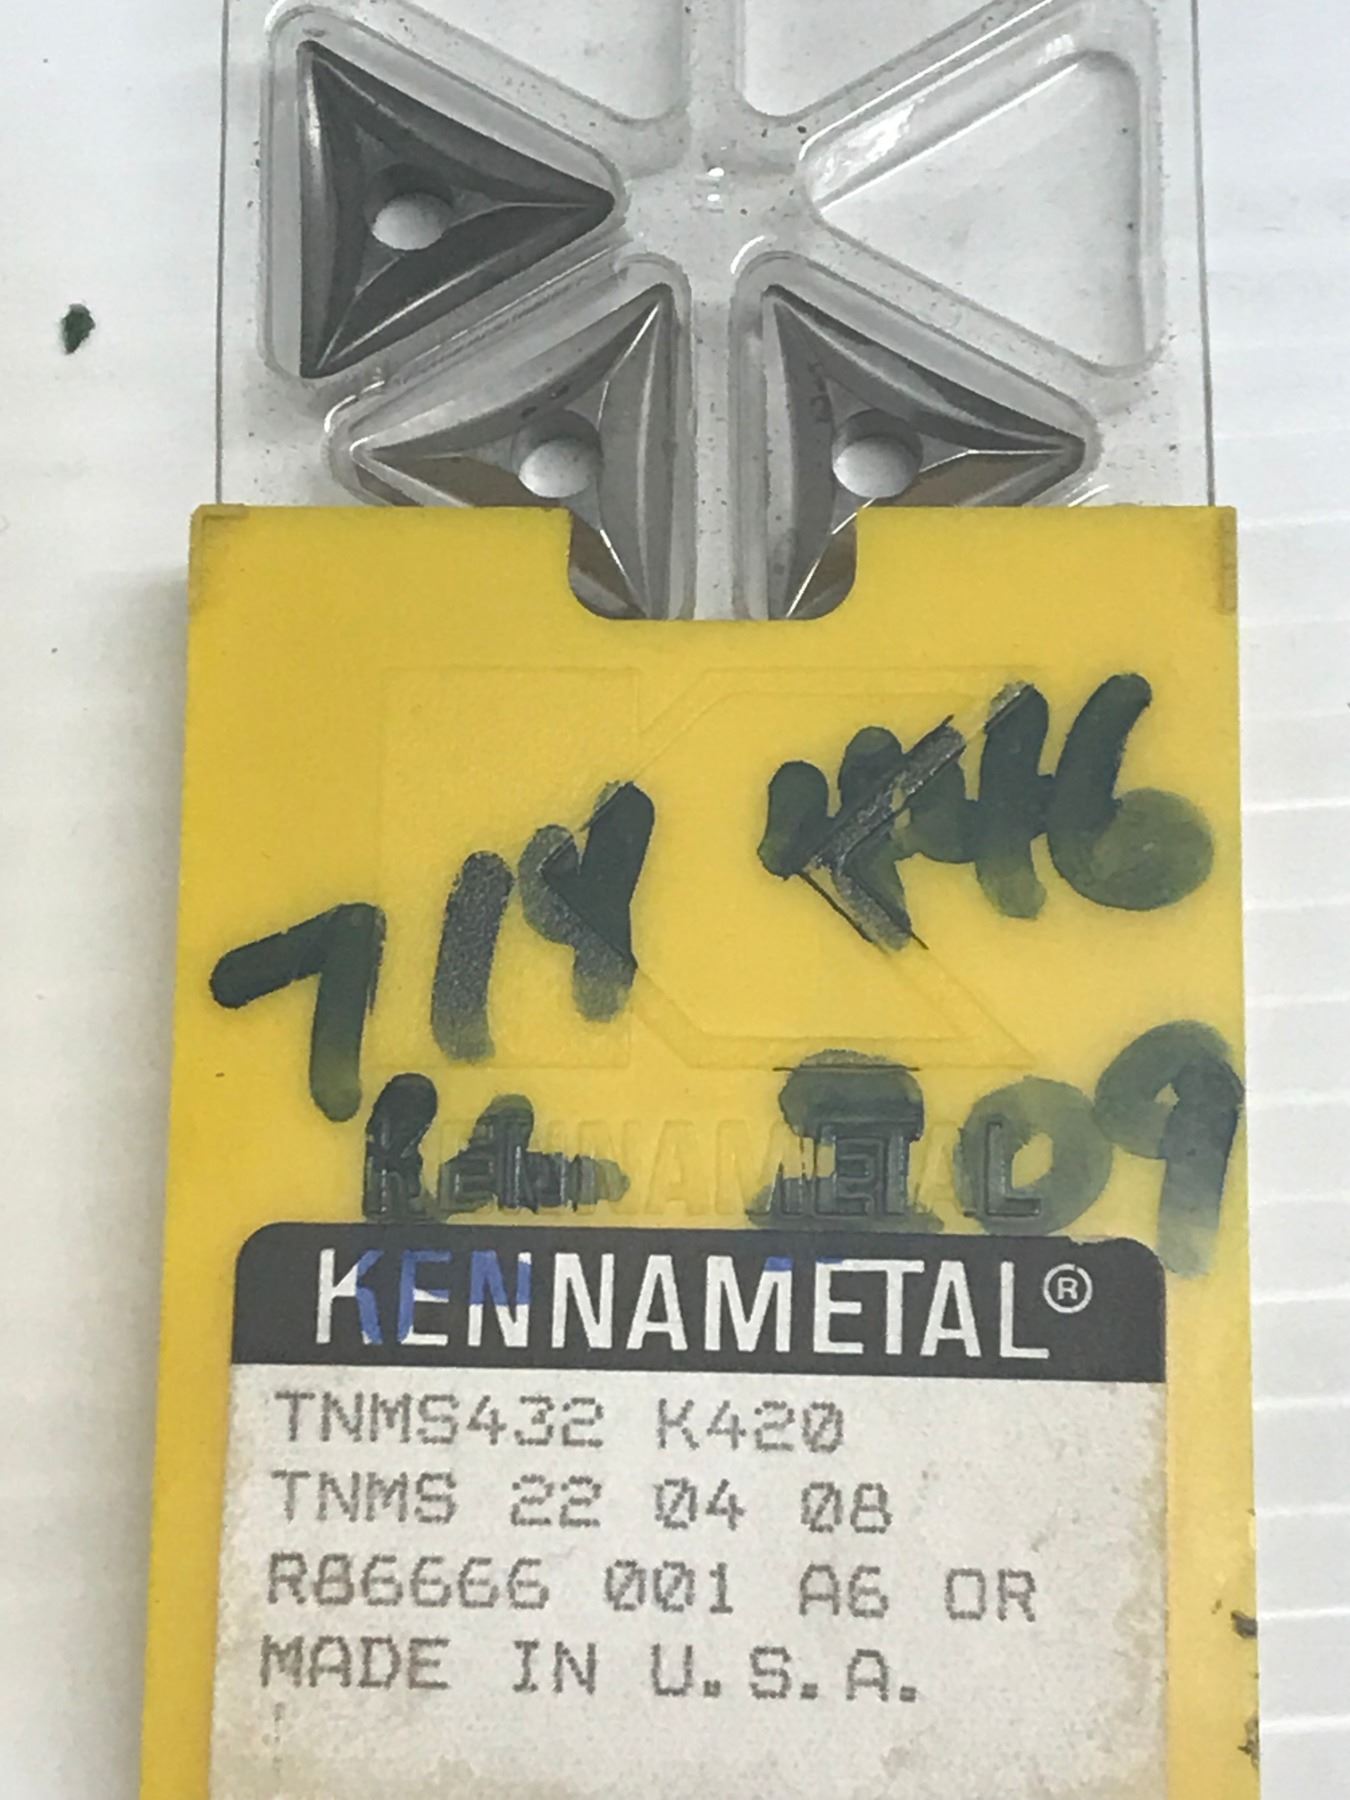 714
KENNAMETAL
KENNAMETAL®
TNMS432 K420
TNMS 22 04 08
R86666 001 A6 OR
MADE IN U.S.A.